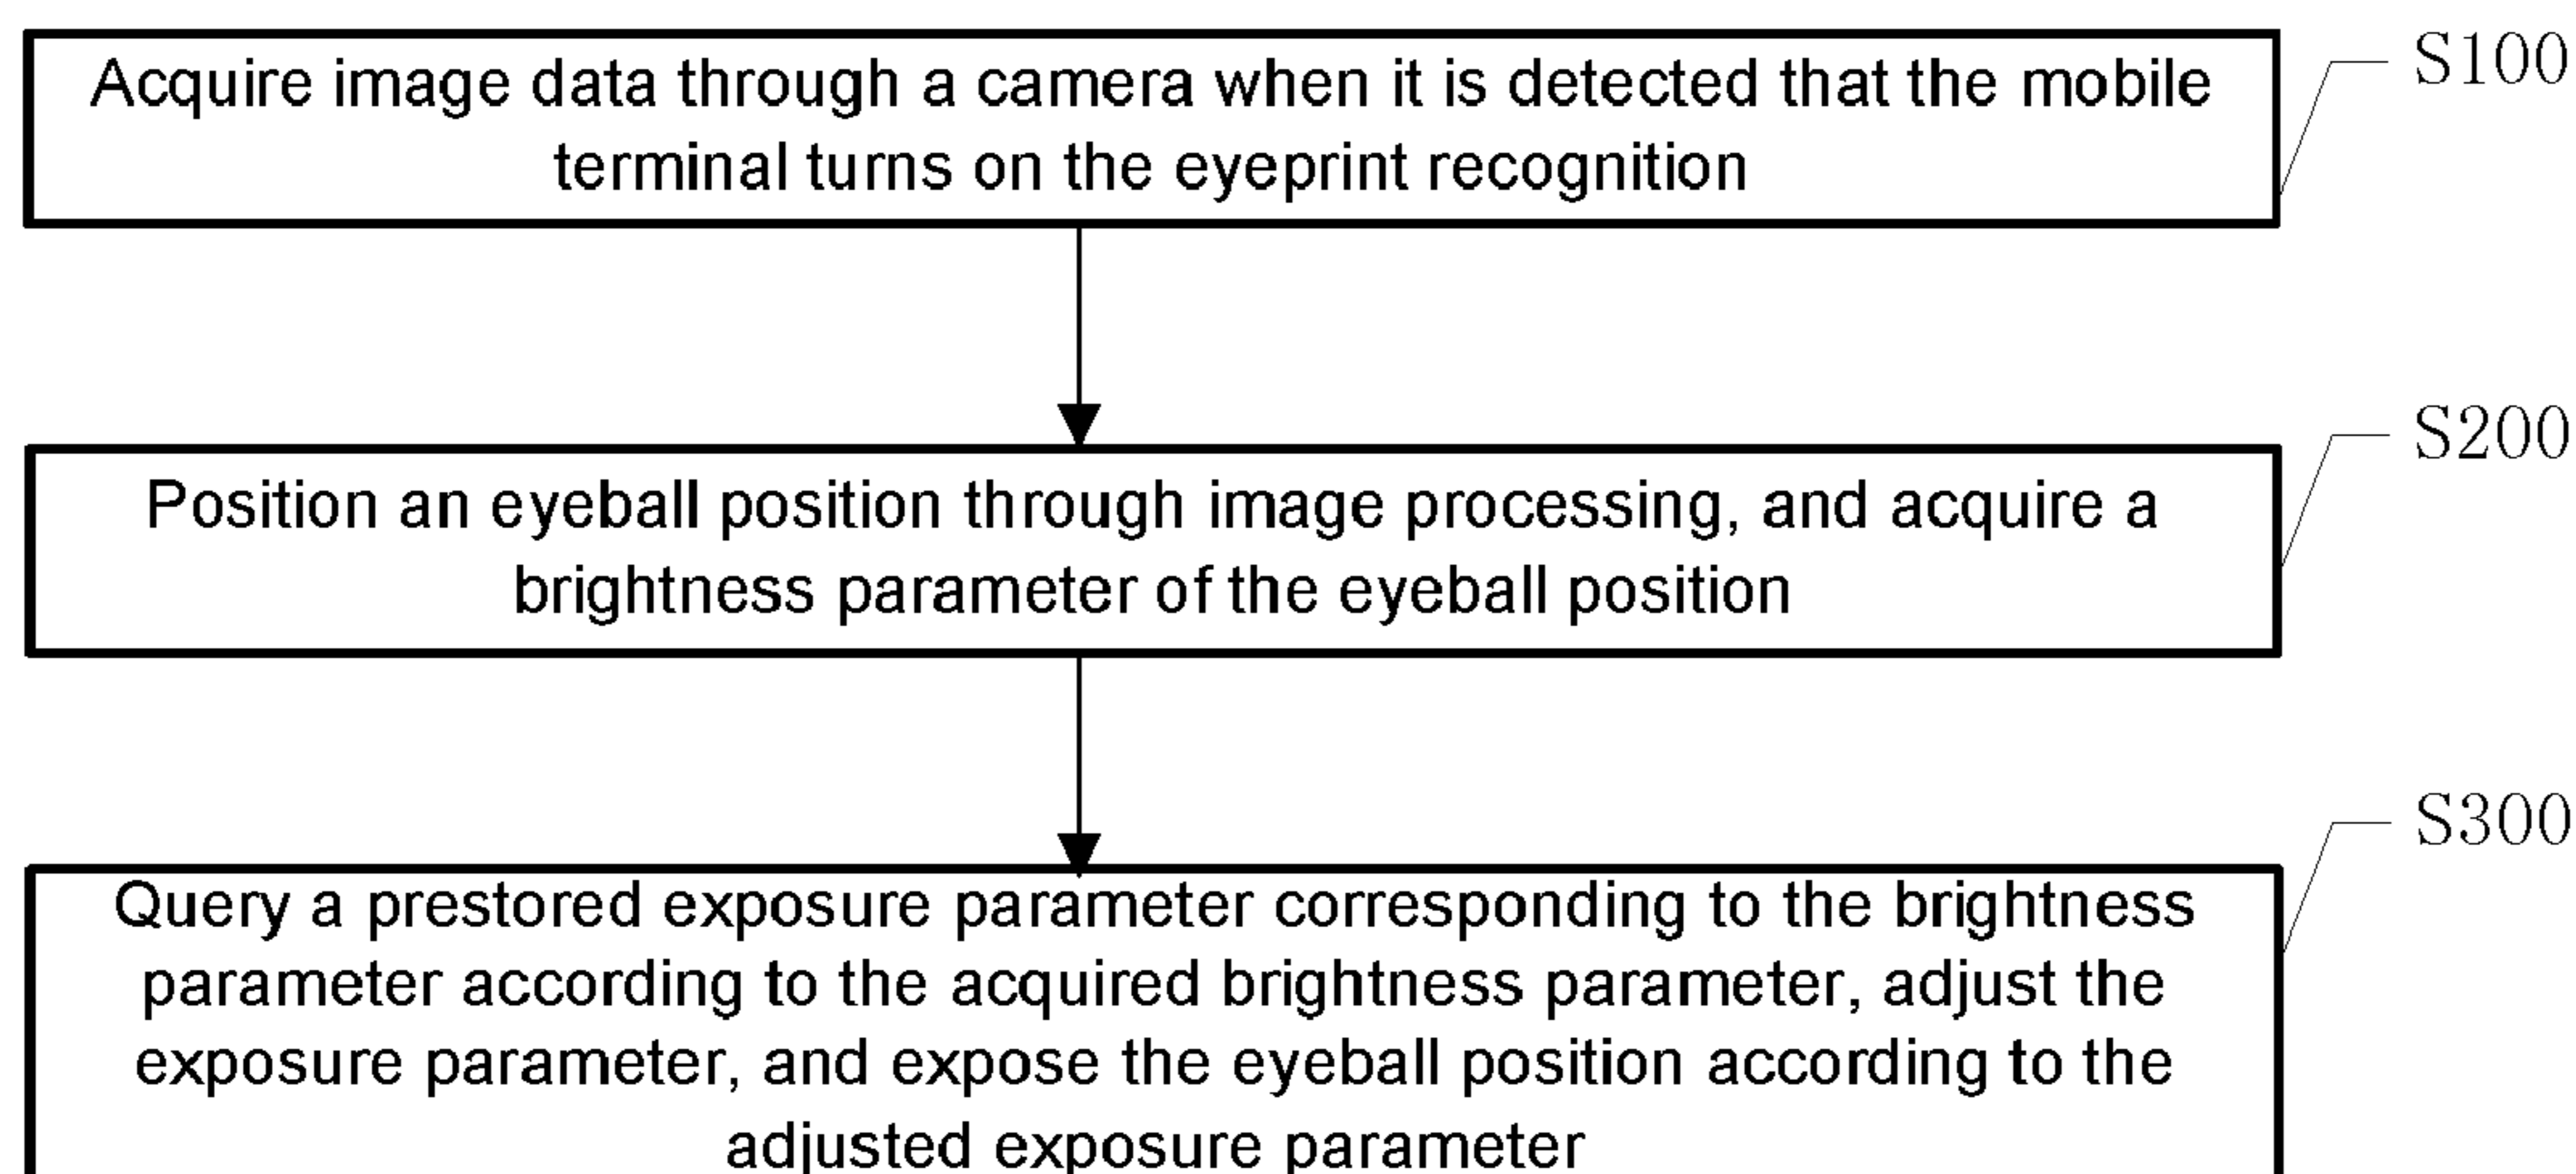 Acquire image data through a camera when it is detected that the mobile
terminal turns on the eyeprint recognition
S100
Position an eyeball position through image processing, and acquire a
brightness parameter of the eyeball position
S200
Query a prestored exposure parameter corresponding to the brightness
parameter according to the acquired brightness parameter, adjust the
exposure parameter, and expose the eyeball position according to the
adjusted exposure parameter
S300